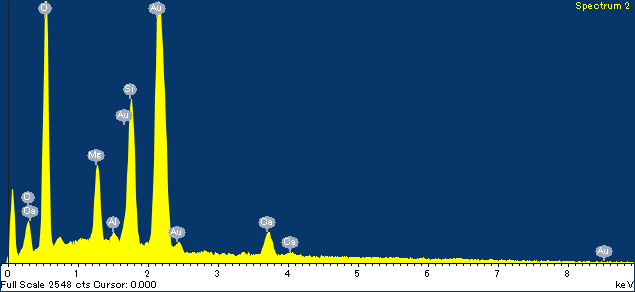 Spectrum 2
O
Au
Si
Au
Mg
C
Ca
Al
Au
Ca
Ca
Au
0 1 2 3 4 5 6 7 8
Full Scale 2548 cts Cursor: 0.000 keV